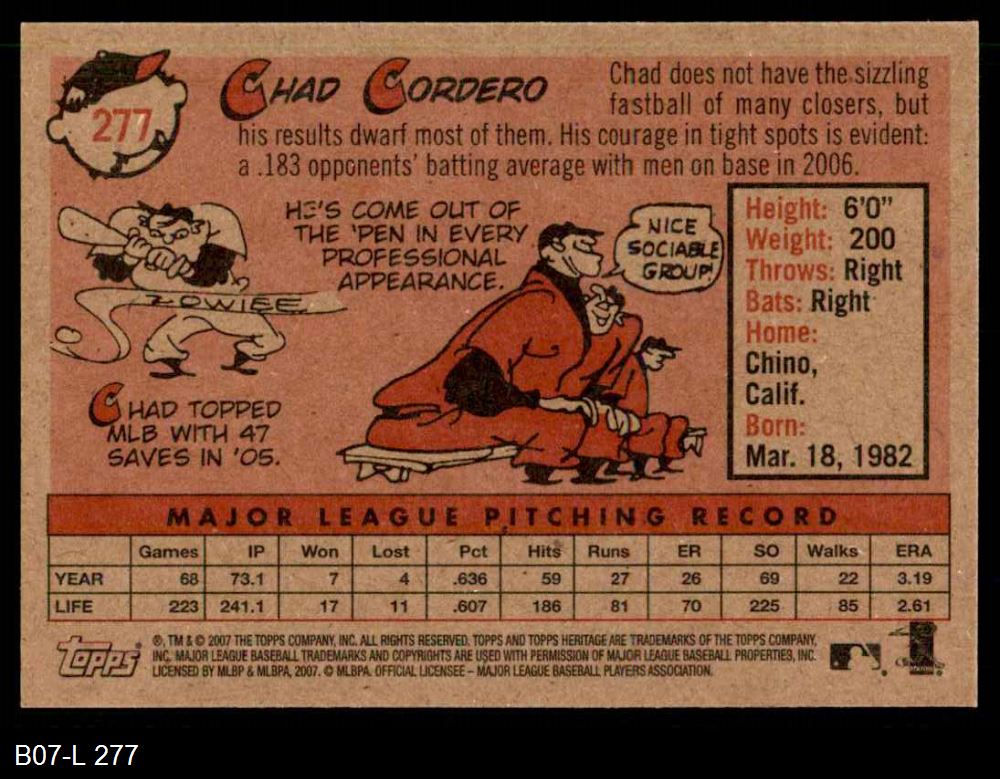 277
CHAD CORDERO
Chad does not have the sizzling
fastball of many closers, but
his results dwarf most of them. His courage in tight spots is evident:
a .183 opponents' batting average with men on base in 2006.
HE'S COME OUT OF
THE 'PEN IN EVERY
PROFESSIONAL
APPEARANCE.
NICE
SOCIABLE
GROUP!
ZOWIEE
CHAD TOPPED
MLB WITH 47
SAVES IN '05.
Height: 6'0"
Weight: 200
Throws: Right
Bats: Right
Home:
Chino,
Calif.
Born:
Mar. 18, 1982
MAJOR LEAGUE PITCHING RECORD
Games IP Won Lost Pct Hits Runs ER SO Walks ERA
YEAR 68 73.1 7 4 .636 59 27 26 69 22 3.19
LIFE 223 241.1 17 11 .607 186 81 70 225 85 2.61
Topps
®, TM & © 2007 THE TOPPS COMPANY, INC. ALL RIGHTS RESERVED. TOPPS AND TOPPS HERITAGE ARE TRADEMARKS OF THE TOPPS COMPANY,
INC. MAJOR LEAGUE BASEBALL TRADEMARKS AND COPYRIGHTS ARE USED WITH PERMISSION OF MAJOR LEAGUE BASEBALL PROPERTIES, INC.
LICENSED BY MLBP & MLBPA, 2007. © MLBPA. OFFICIAL LICENSEE – MAJOR LEAGUE BASEBALL PLAYERS ASSOCIATION.
B07-L 277